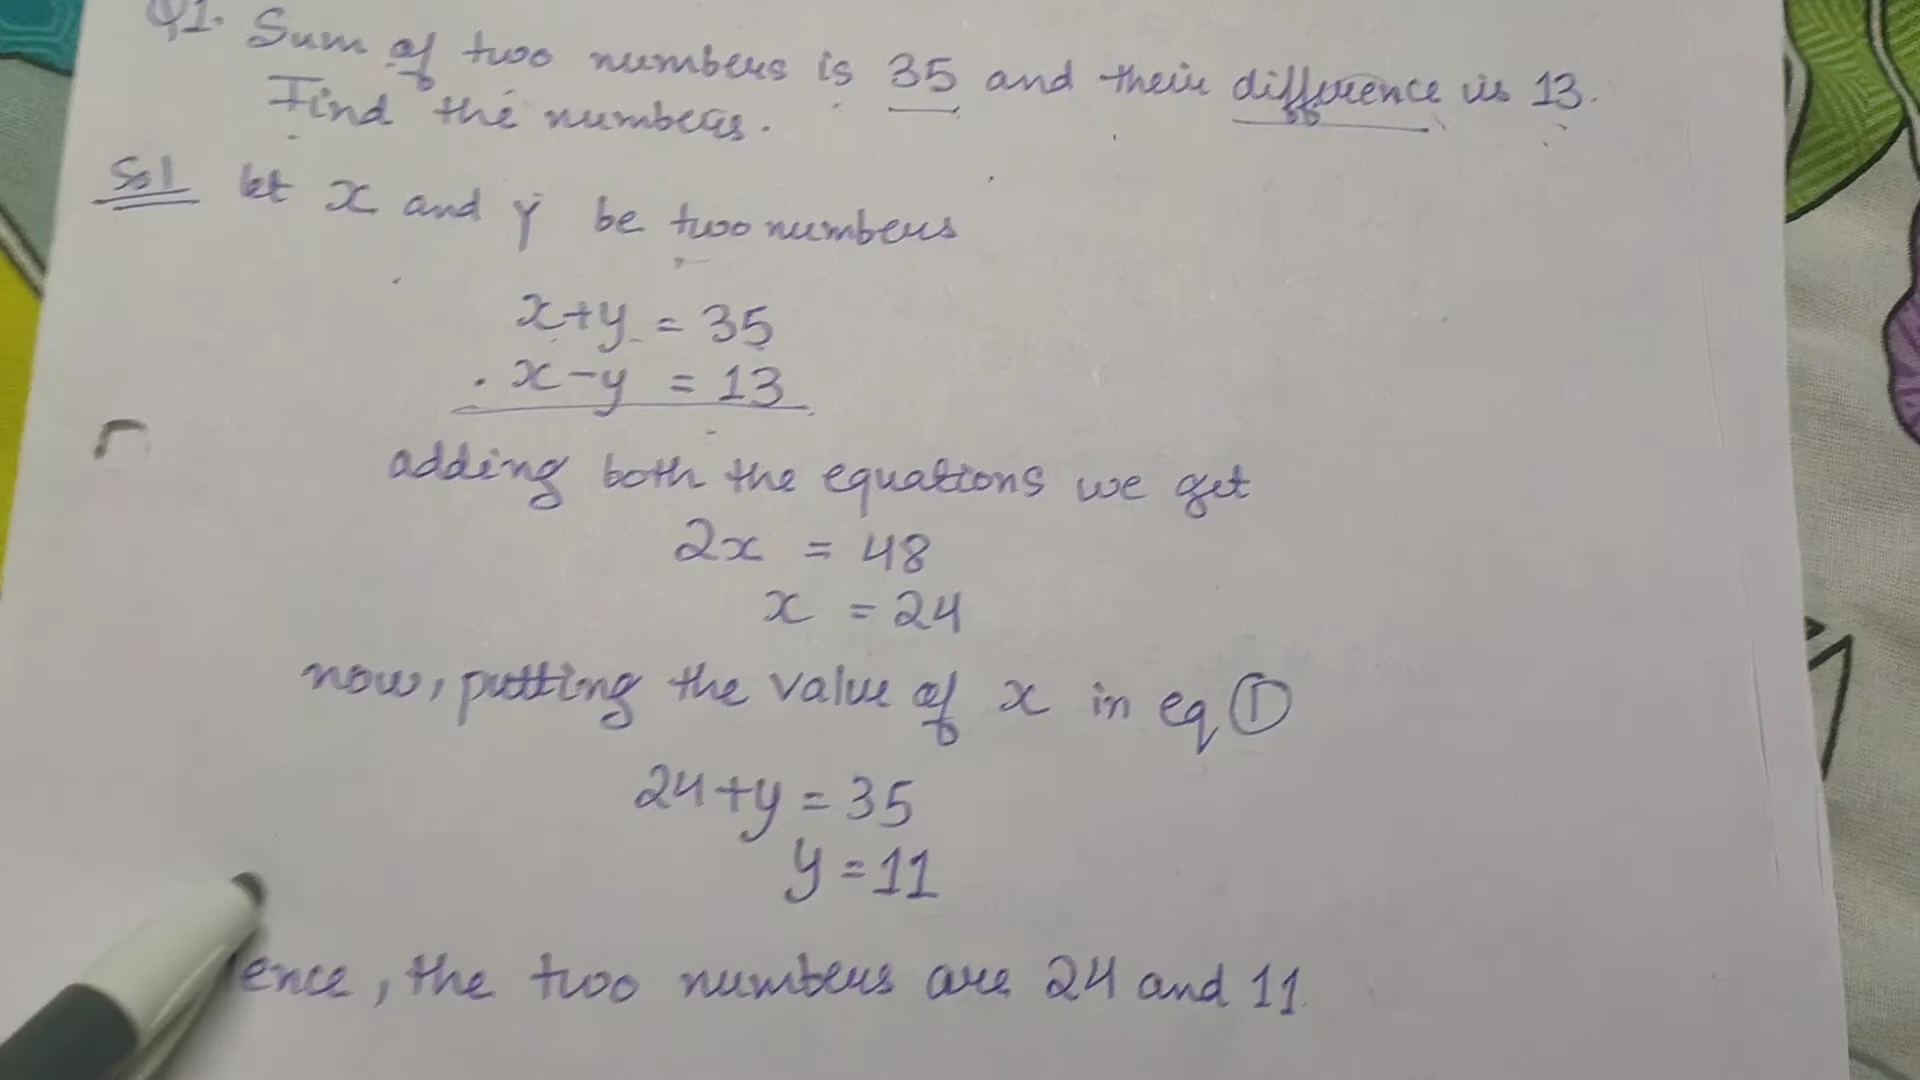 Q1. Sum of two numbers is 35 and their difference is 13.
Find the numbers.
Sol let x and y be two numbers
x+y = 35
x-y = 13
adding both the equations we get
2x = 48
x = 24
now, putting the value of x in eq ①
24+y = 35
y = 11
ence, the two numbers are 24 and 11.